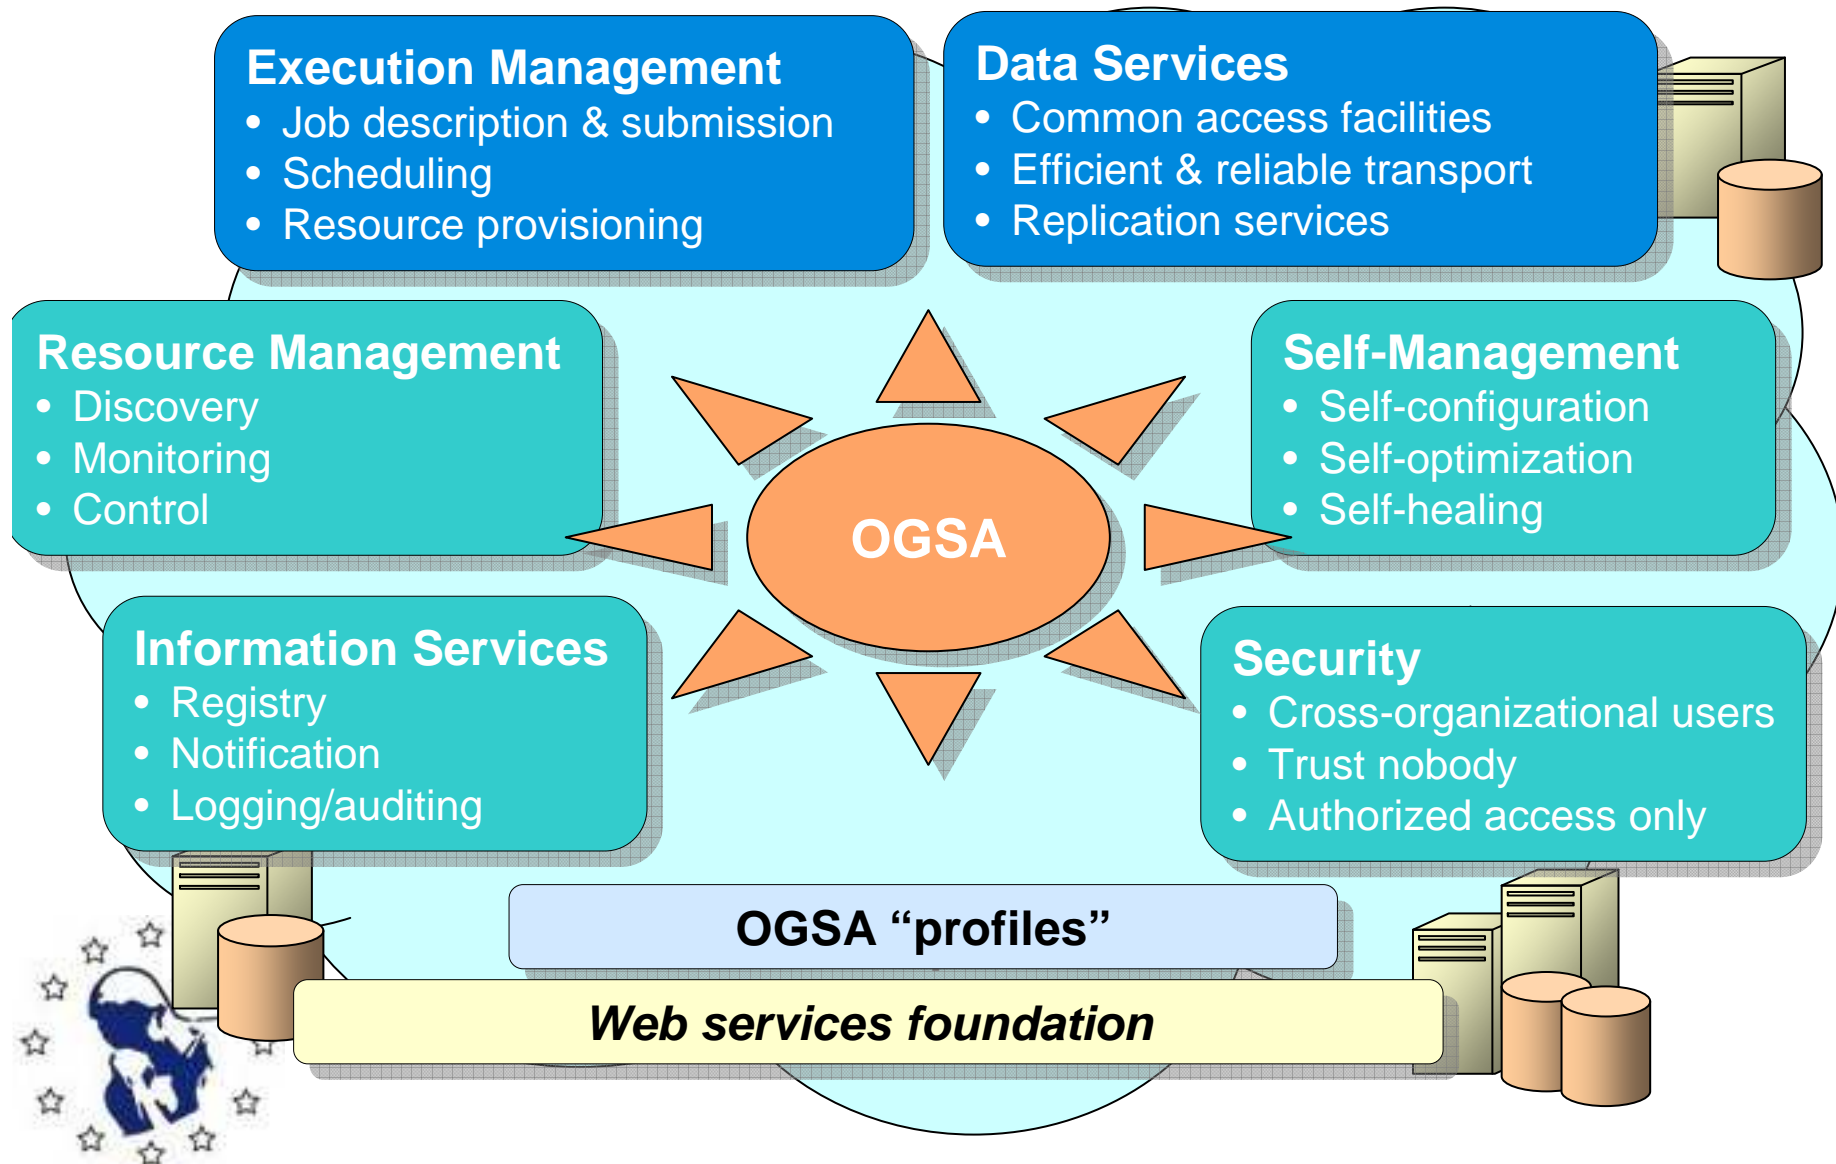 Execution Management
• Job description & submission
• Scheduling
• Resource provisioning
Data Services
• Common access facilities
• Efficient & reliable transport
• Replication services
Resource Management
• Discovery
• Monitoring
• Control
OGSA
Self-Management
• Self-configuration
• Self-optimization
• Self-healing
Information Services
• Registry
• Notification
• Logging/auditing
Security
• Cross-organizational users
• Trust nobody
• Authorized access only
OGSA “profiles”
Web services foundation